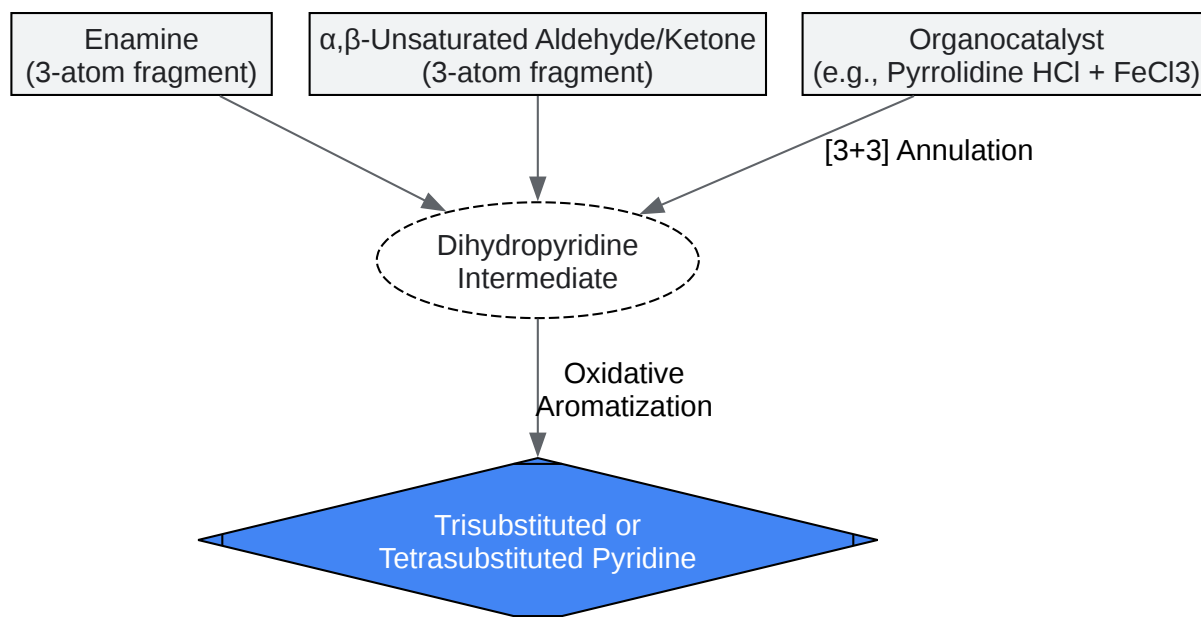 Enamine
(3-atom fragment)
α,β-Unsaturated Aldehyde/Ketone
(3-atom fragment)
Organocatalyst
(e.g., Pyrrolidine HCl + FeCl3)
[3+3] Annulation
Dihydropyridine
Intermediate
Oxidative
Aromatization
Trisubstituted or
Tetrasubstituted Pyridine